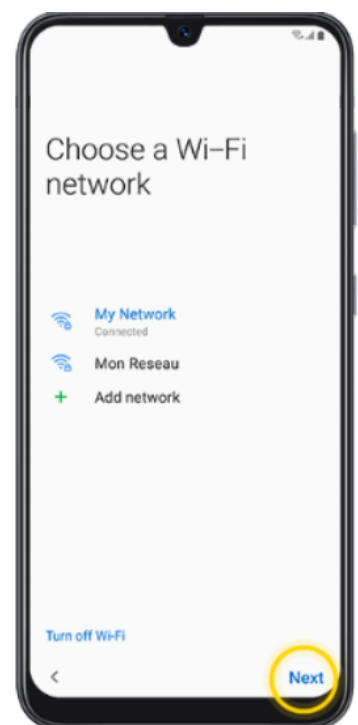 Choose a Wi–Fi
network
My Network
Connected
Mon Reseau
+ Add network
Turn off Wi-Fi
< Next